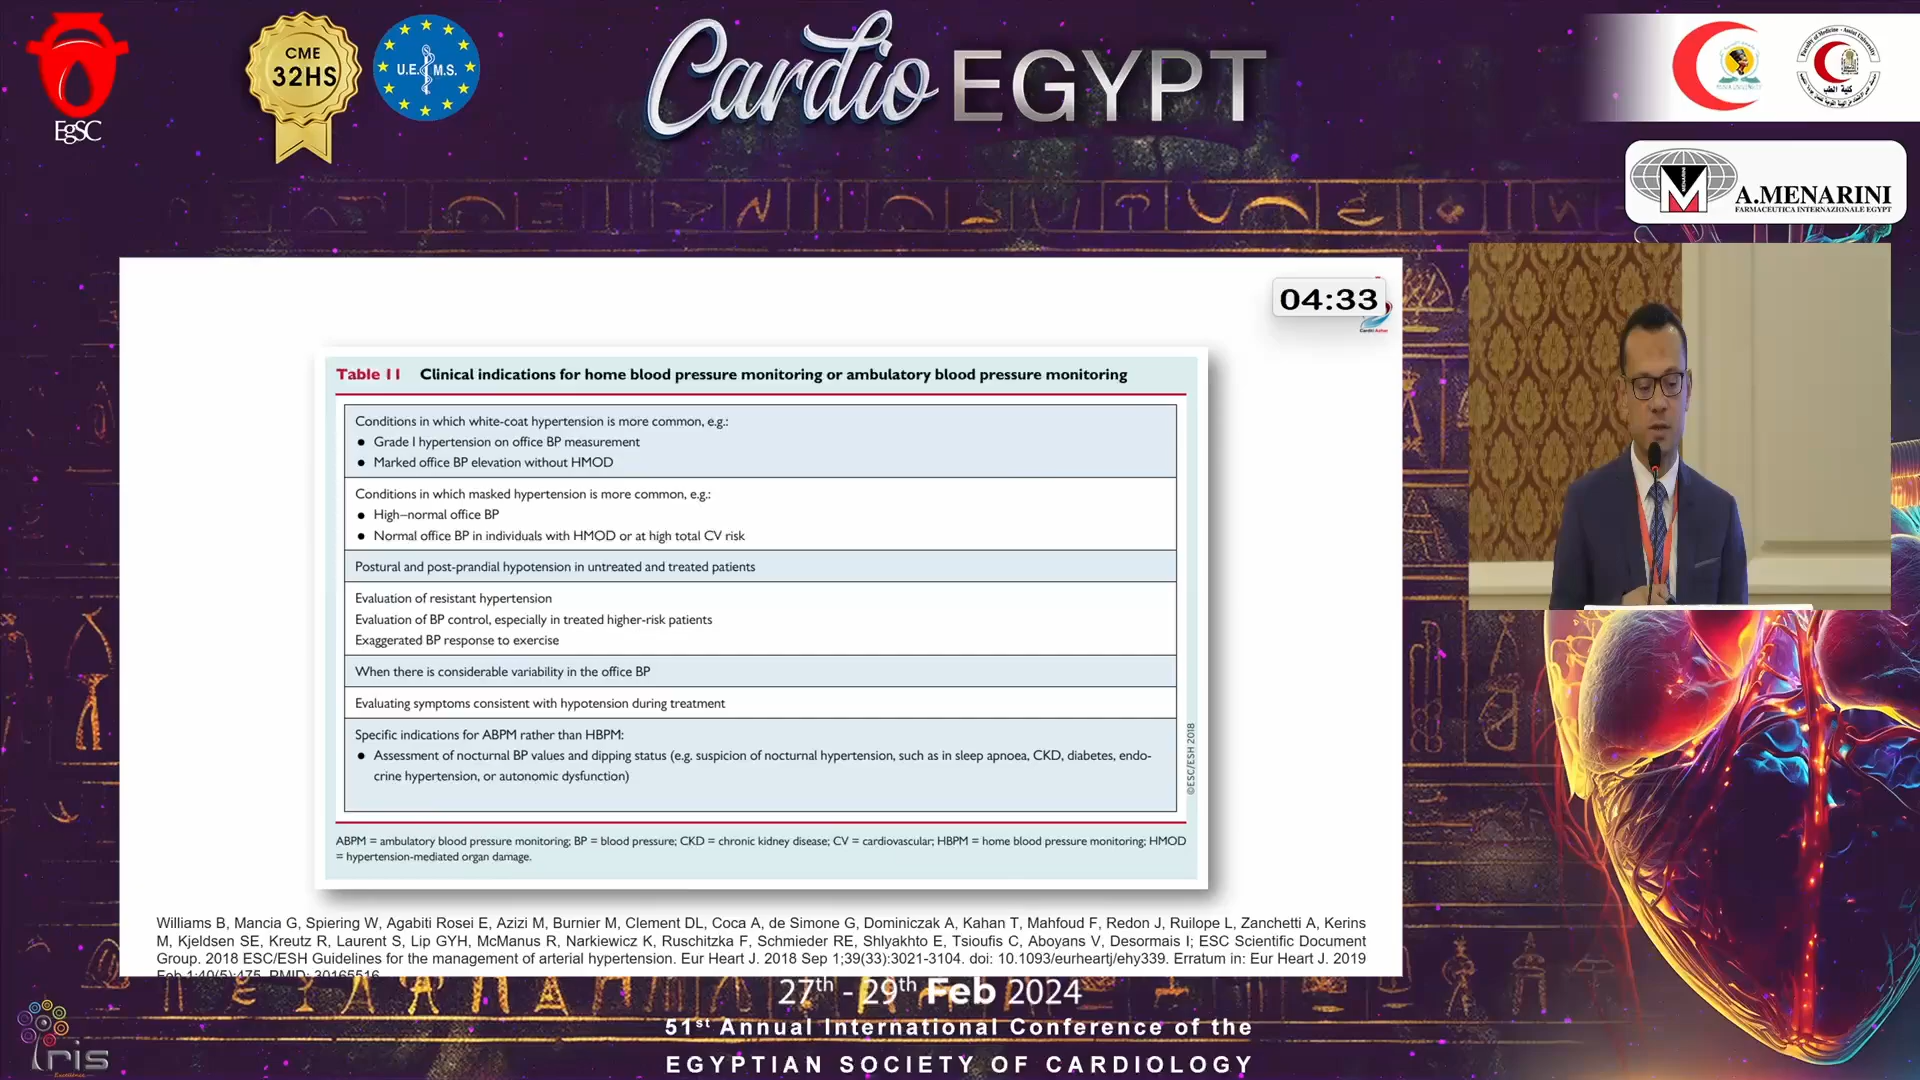 EgSC
CME
32HS
U.E.M.S.
Cardio EGYPT
كلية الطب
MENARINI
A.MENARINI
FARMACEUTICA INTERNAZIONALE EGYPT
04:33
Table 11 Clinical indications for home blood pressure monitoring or ambulatory blood pressure monitoring
Conditions in which white-coat hypertension is more common, e.g.:
● Grade I hypertension on office BP measurement
● Marked office BP elevation without HMOD
Conditions in which masked hypertension is more common, e.g.:
● High–normal office BP
● Normal office BP in individuals with HMOD or at high total CV risk
Postural and post-prandial hypotension in untreated and treated patients
Evaluation of resistant hypertension
Evaluation of BP control, especially in treated higher-risk patients
Exaggerated BP response to exercise
When there is considerable variability in the office BP
Evaluating symptoms consistent with hypotension during treatment
Specific indications for ABPM rather than HBPM:
● Assessment of nocturnal BP values and dipping status (e.g. suspicion of nocturnal hypertension, such as in sleep apnoea, CKD, diabetes, endo-
crine hypertension, or autonomic dysfunction)
©ESC/ESH 2018
ABPM = ambulatory blood pressure monitoring; BP = blood pressure; CKD = chronic kidney disease; CV = cardiovascular; HBPM = home blood pressure monitoring; HMOD
= hypertension-mediated organ damage.
Williams B, Mancia G, Spiering W, Agabiti Rosei E, Azizi M, Burnier M, Clement DL, Coca A, de Simone G, Dominiczak A, Kahan T, Mahfoud F, Redon J, Ruilope L, Zanchetti A, Kerins
M, Kjeldsen SE, Kreutz R, Laurent S, Lip GYH, McManus R, Narkiewicz K, Ruschitzka F, Schmieder RE, Shlyakhto E, Tsioufis C, Aboyans V, Desormais I; ESC Scientific Document
Group. 2018 ESC/ESH Guidelines for the management of arterial hypertension. Eur Heart J. 2018 Sep 1;39(33):3021-3104. doi: 10.1093/eurheartj/ehy339. Erratum in: Eur Heart J. 2019
Feb 1;40(5):475. PMID: 30165516.
27th - 29th Feb 2024
51st Annual International Conference of the
EGYPTIAN SOCIETY OF CARDIOLOGY
Iris